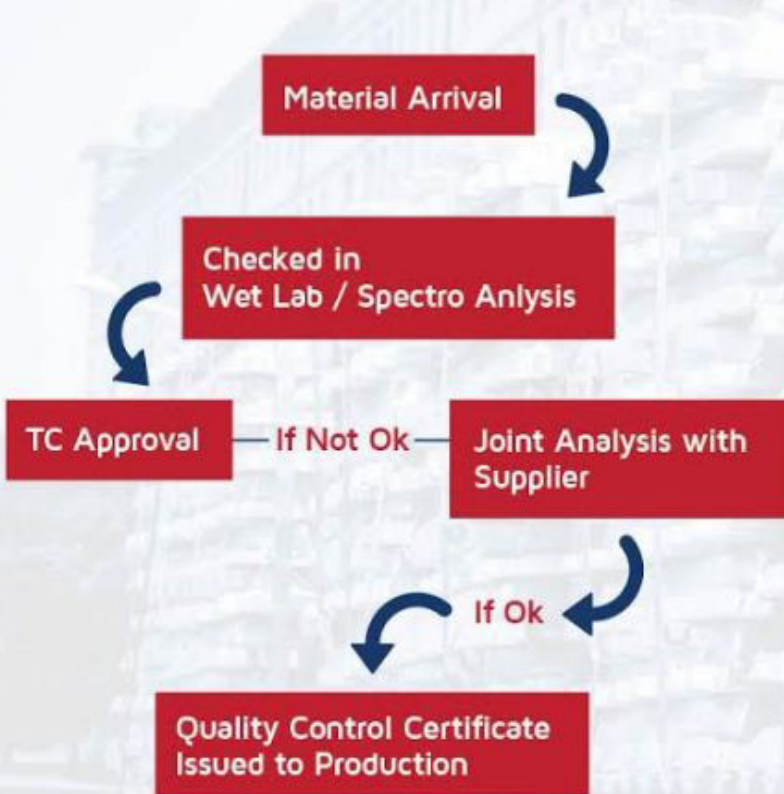 Material Arrival
Checked in
Wet Lab / Spectro Anlysis
TC Approval
If Not Ok
Joint Analysis with
Supplier
If Ok
Quality Control Certificate
Issued to Production